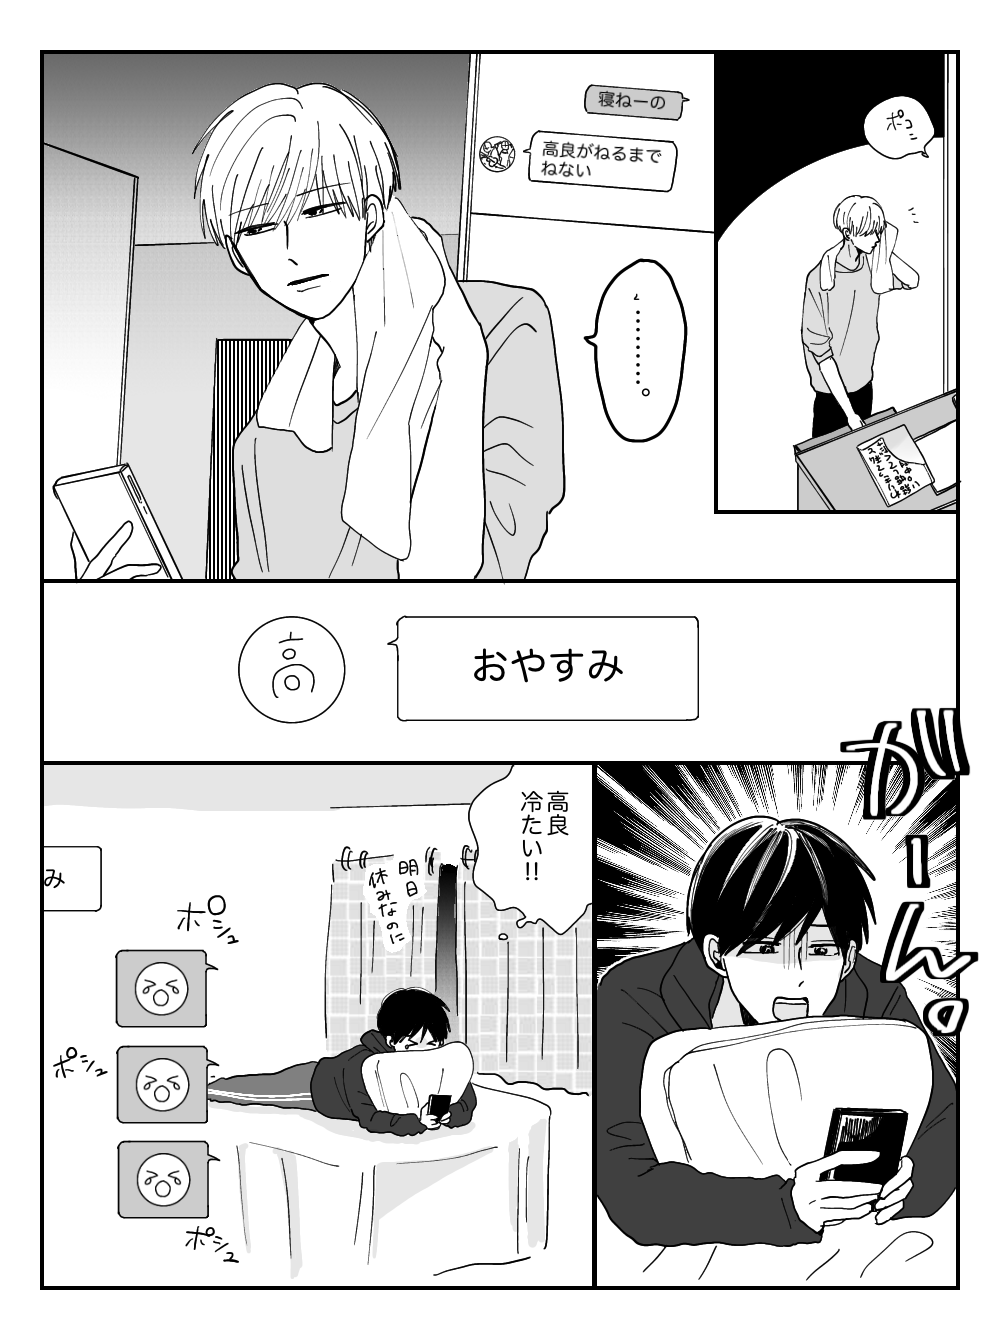 ポコッ
寝ねーの
高良がねるまで
ねない
、………。
高
おやすみ
がーん。
高良
冷たい!!
明日
休みなのに
み
ポシュ
ポシュ
ポシュ